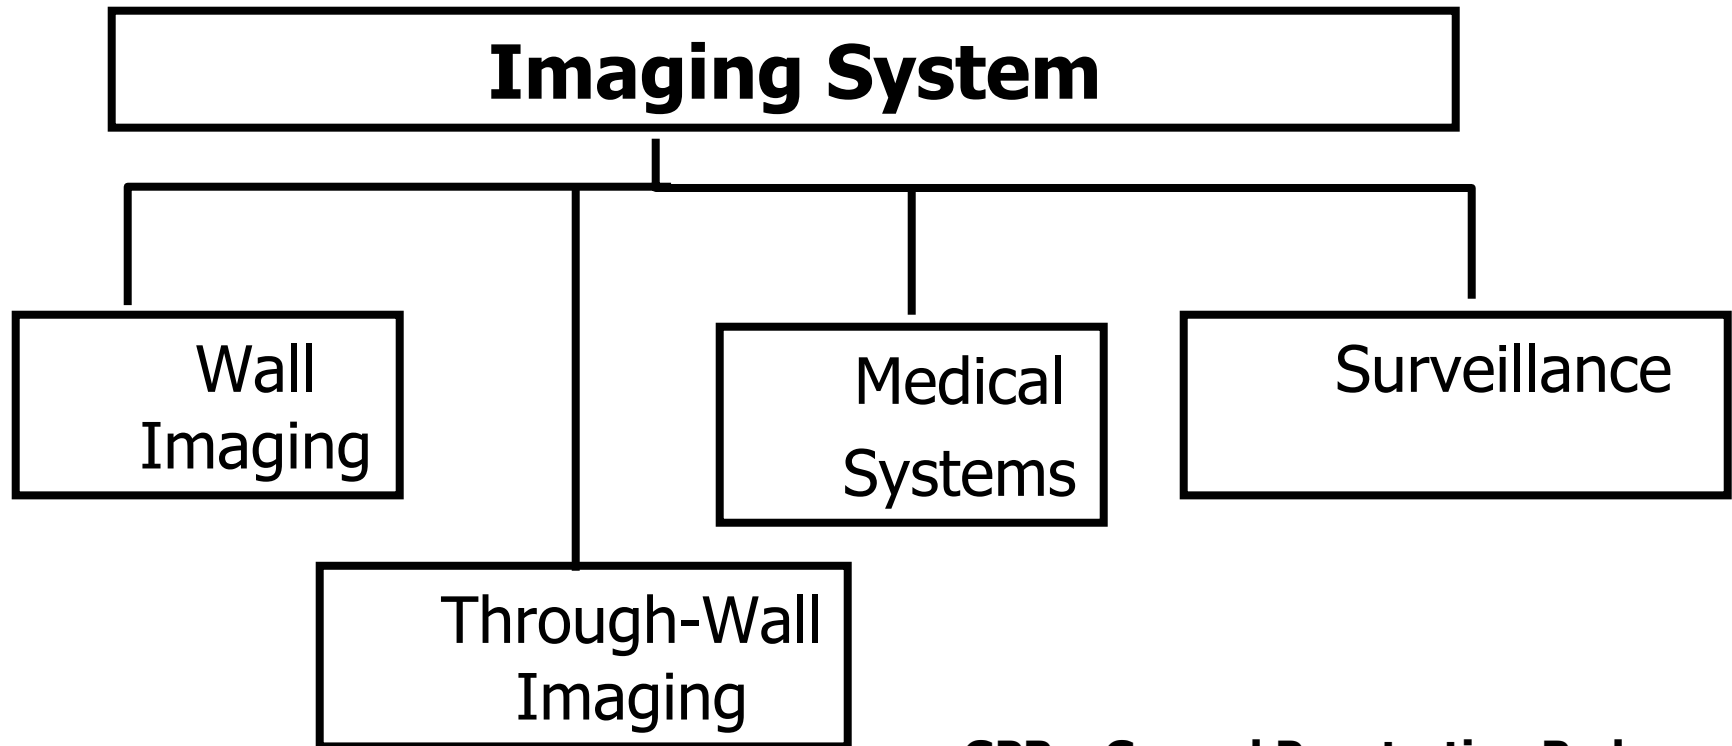 Imaging System
Wall
Imaging
Medical
Systems
Surveillance
Through-Wall
Imaging